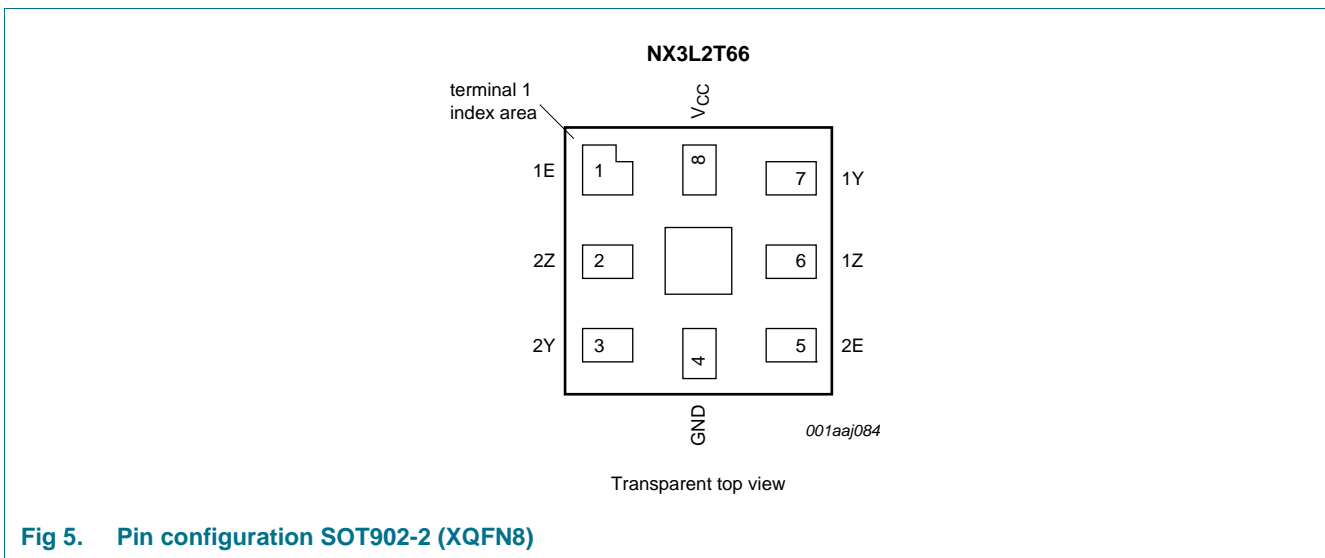 NX3L2T66
terminal 1
index area
VCC
1E 1 8 7 1Y
2Z 2 6 1Z
2Y 3 4 5 2E
GND
001aaj084
Transparent top view
Fig 5. Pin configuration SOT902-2 (XQFN8)